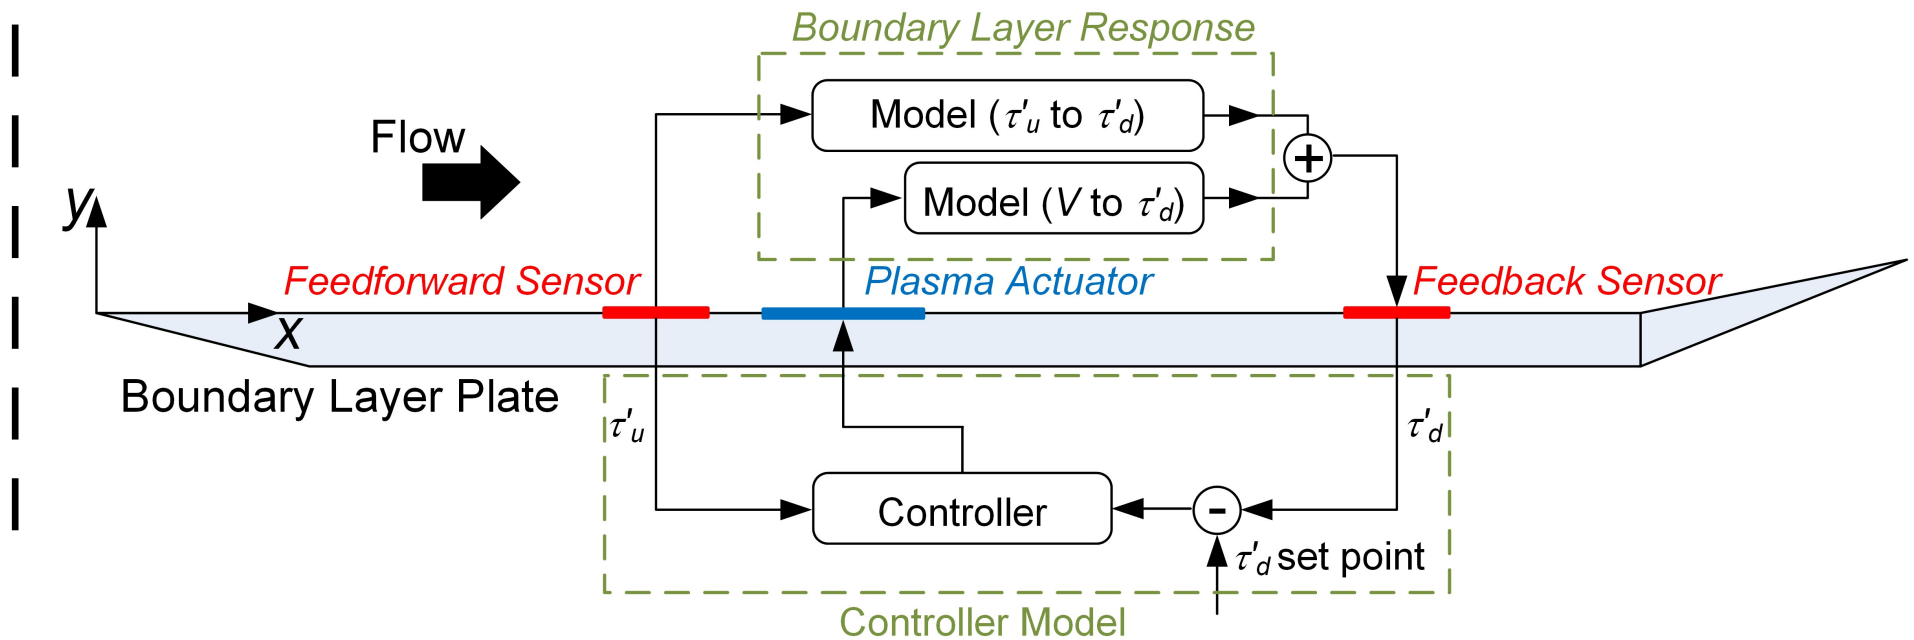 Boundary Layer Response
Model (τ'u to τ'd)
Flow
+
Model (V to τ'd)
y
Feedforward Sensor
Plasma Actuator
Feedback Sensor
x
Boundary Layer Plate
τ'u
τ'd
Controller
-
τ'd set point
Controller Model